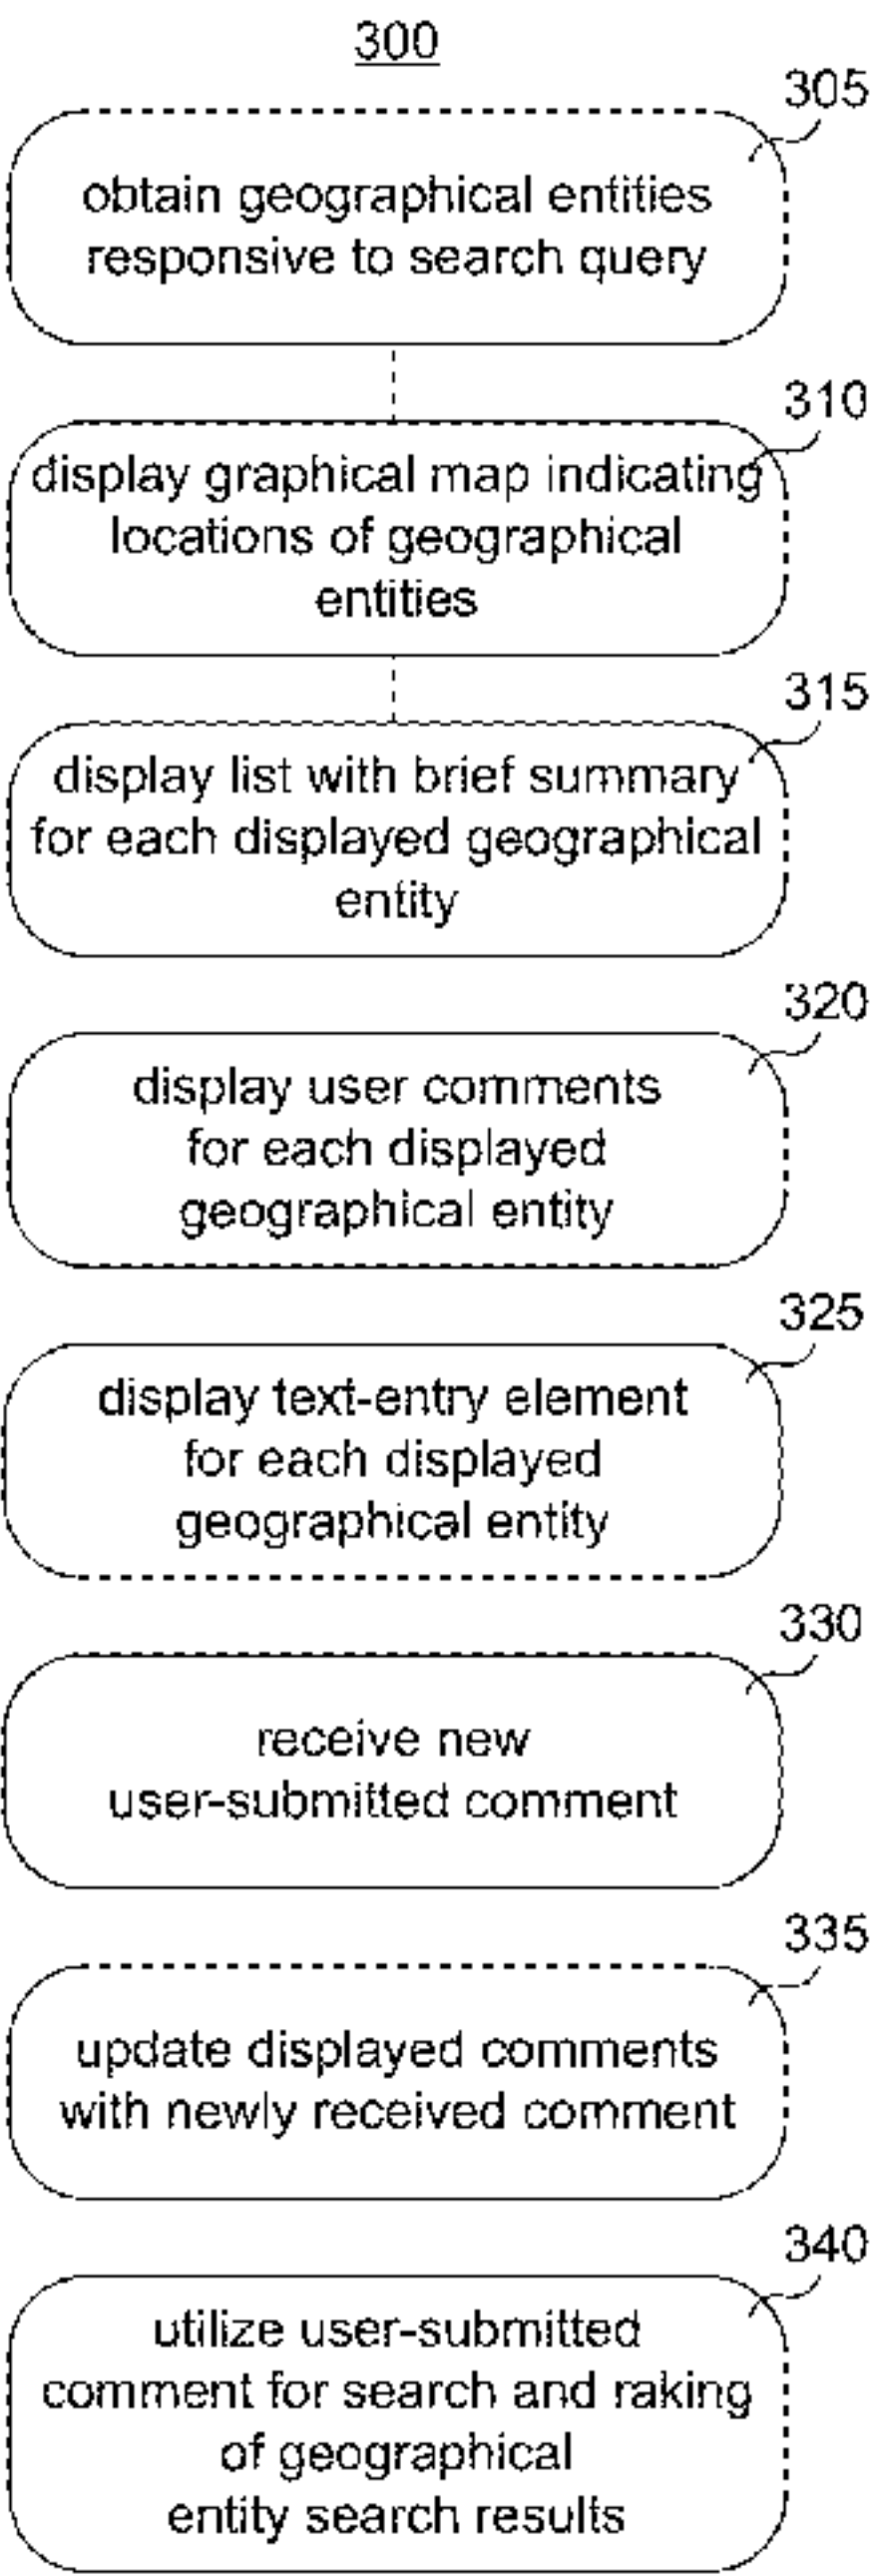 300
305
obtain geographical entities
responsive to search query
310
display graphical map indicating
locations of geographical
entities
315
display list with brief summary
for each displayed geographical
entity
320
display user comments
for each displayed
geographical entity
325
display text-entry element
for each displayed
geographical entity
330
receive new
user-submitted comment
335
update displayed comments
with newly received comment
340
utilize user-submitted
comment for search and raking
of geographical
entity search results